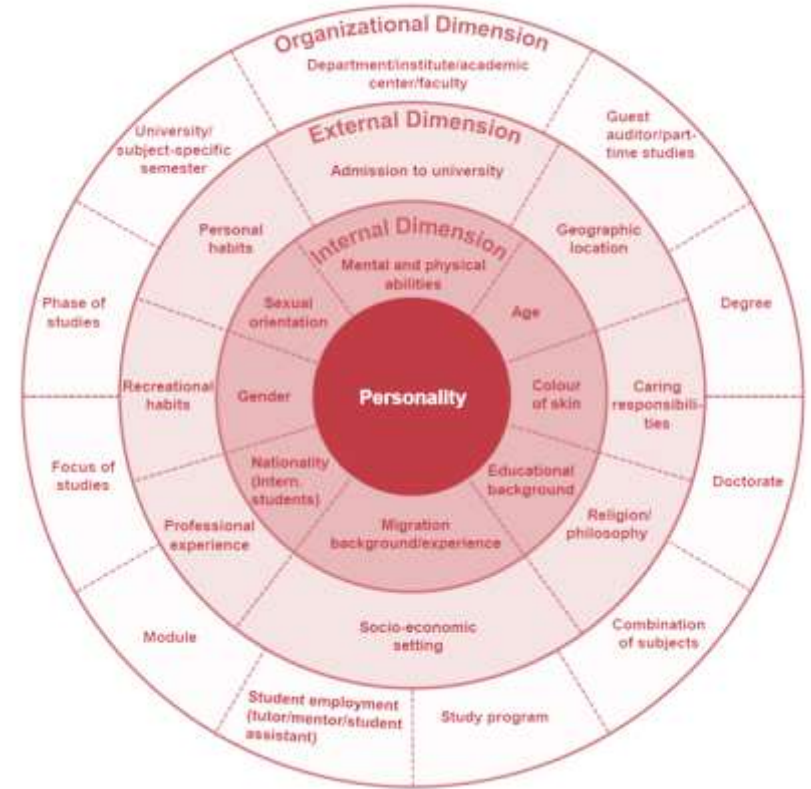 Organizational Dimension
Department/institute/academic
center/faculty
Guest
auditor/part-
time studies
Degree
Doctorate
Combination
of subjects
Study program
Student employment
(tutor/mentor/student
assistant)
Module
Focus of
studies
Phase of
studies
University/
subject-specific
semester
External Dimension
Admission to university
Geographic
location
Caring
responsibili-
ties
Religion/
philosophy
Socio-economic
setting
Professional
experience
Recreational
habits
Personal
habits
Internal Dimension
Mental and physical
abilities
Age
Colour
of skin
Educational
background
Migration
background/experience
Nationality
(Intern.
students)
Gender
Sexual
orientation
Personality